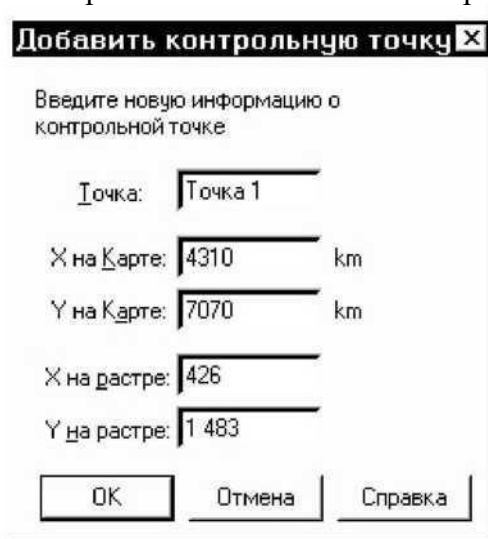 Добавить контрольную точку
Введите новую информацию о
контрольной точке
Точка: Точка 1
X на Карте: 4310 km
Y на Карте: 7070 km
X на растре: 426
Y на растре: 1 483
OK Отмена Справка